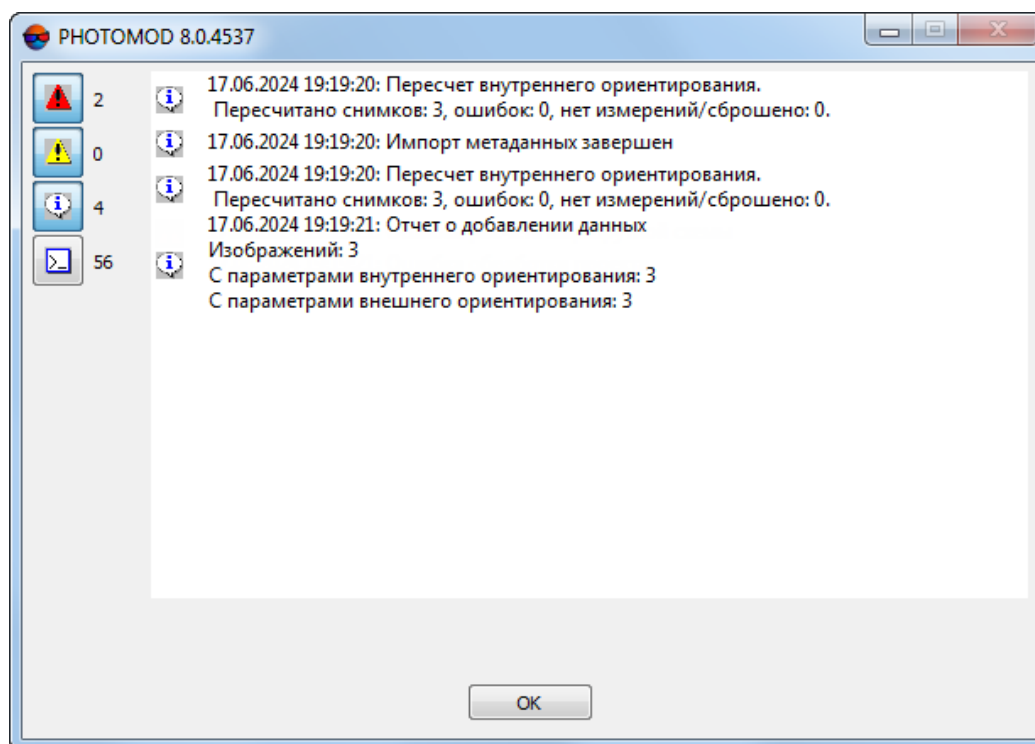 PHOTOMOD 8.0.4537
2
0
4
56
17.06.2024 19:19:20: Пересчет внутреннего ориентирования.
Пересчитано снимков: 3, ошибок: 0, нет измерений/сброшено: 0.
17.06.2024 19:19:20: Импорт метаданных завершен
17.06.2024 19:19:20: Пересчет внутреннего ориентирования.
Пересчитано снимков: 3, ошибок: 0, нет измерений/сброшено: 0.
17.06.2024 19:19:21: Отчет о добавлении данных
Изображений: 3
С параметрами внутреннего ориентирования: 3
С параметрами внешнего ориентирования: 3
OK